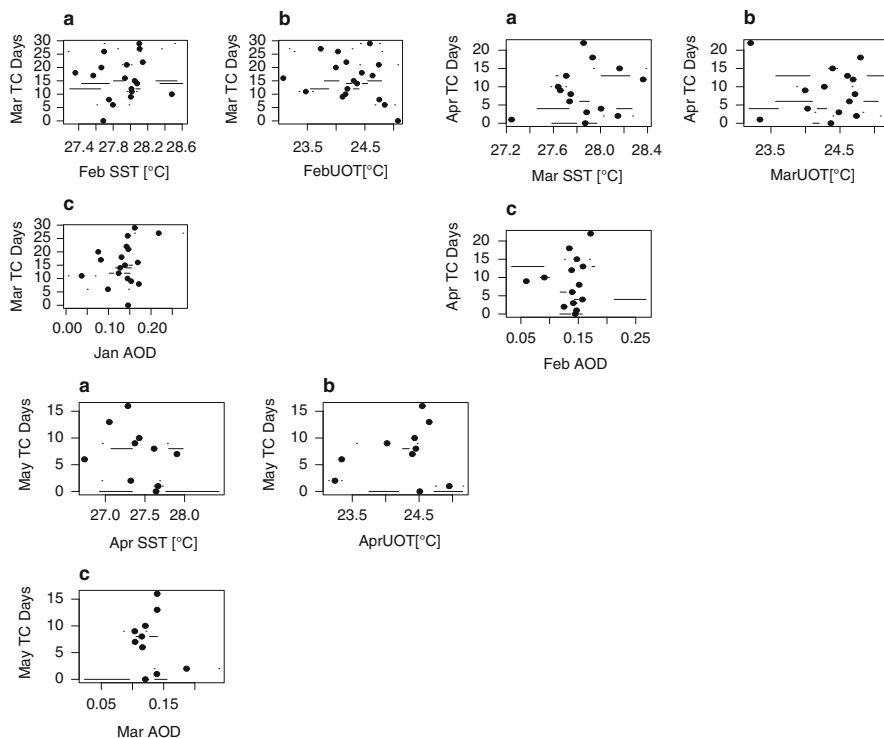 a
b
a
b
Mar TC Days
30
25
20
15
10
5
0
27.4 27.8 28.2 28.6
Feb SST [°C]
Mar TC Days
30
25
20
15
10
5
0
23.5 24.5
FebUOT[°C]
Apr TC Days
20
15
10
5
0
27.2 27.6 28.0 28.4
Mar SST [°C]
Apr TC Days
20
15
10
5
0
23.5 24.5
MarUOT[°C]
c
Mar TC Days
30
25
20
15
10
5
0
0.00 0.10 0.20
Jan AOD
c
Apr TC Days
20
15
10
5
0
0.05 0.15 0.25
Feb AOD
a
May TC Days
15
10
5
0
27.0 27.5 28.0
Apr SST [°C]
b
May TC Days
15
10
5
0
23.5 24.5
AprUOT[°C]
c
May TC Days
15
10
5
0
0.05 0.15
Mar AOD